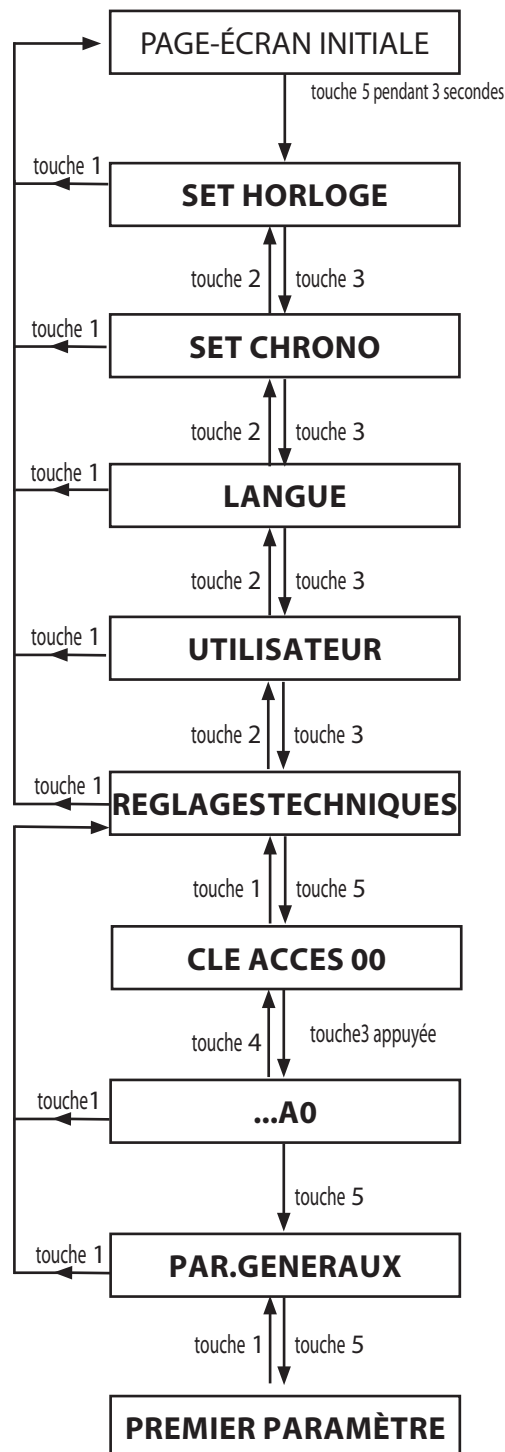 PAGE-ÉCRAN INITIALE
touche 5 pendant 3 secondes
touche 1
SET HORLOGE
touche 2 touche 3
touche 1
SET CHRONO
touche 2 touche 3
touche 1
LANGUE
touche 2 touche 3
touche 1
UTILISATEUR
touche 2 touche 3
touche 1
REGLAGESTECHNIQUES
touche 1 touche 5
CLE ACCES 00
touche 4 touche3 appuyée
touche1
...A0
touche 5
touche 1
PAR.GENERAUX
touche 1 touche 5
PREMIER PARAMÈTRE